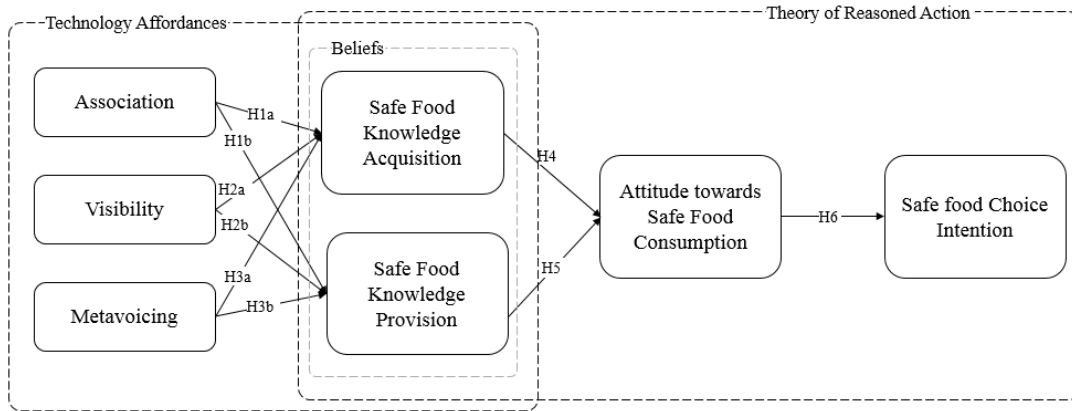 Technology Affordances
Theory of Reasoned Action
Beliefs
Association
Visibility
Metavoicing
H1a
H1b
H2a
H2b
H3a
H3b
Safe Food
Knowledge
Acquisition
Safe Food
Knowledge
Provision
H4
H5
Attitude towards
Safe Food
Consumption
H6
Safe food Choice
Intention